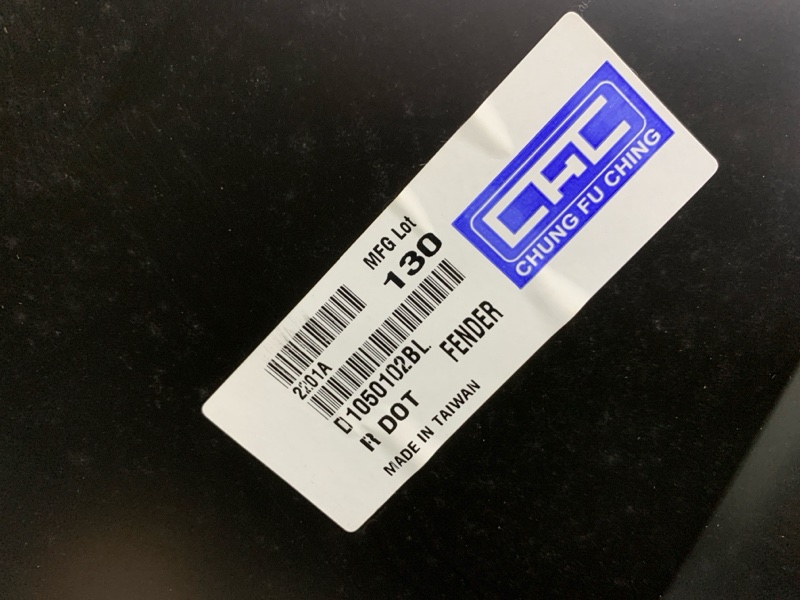 CFC
CHUNG FU CHING
MFG Lot
130
2201A
D1050102BL
R DOT FENDER
MADE IN TAIWAN